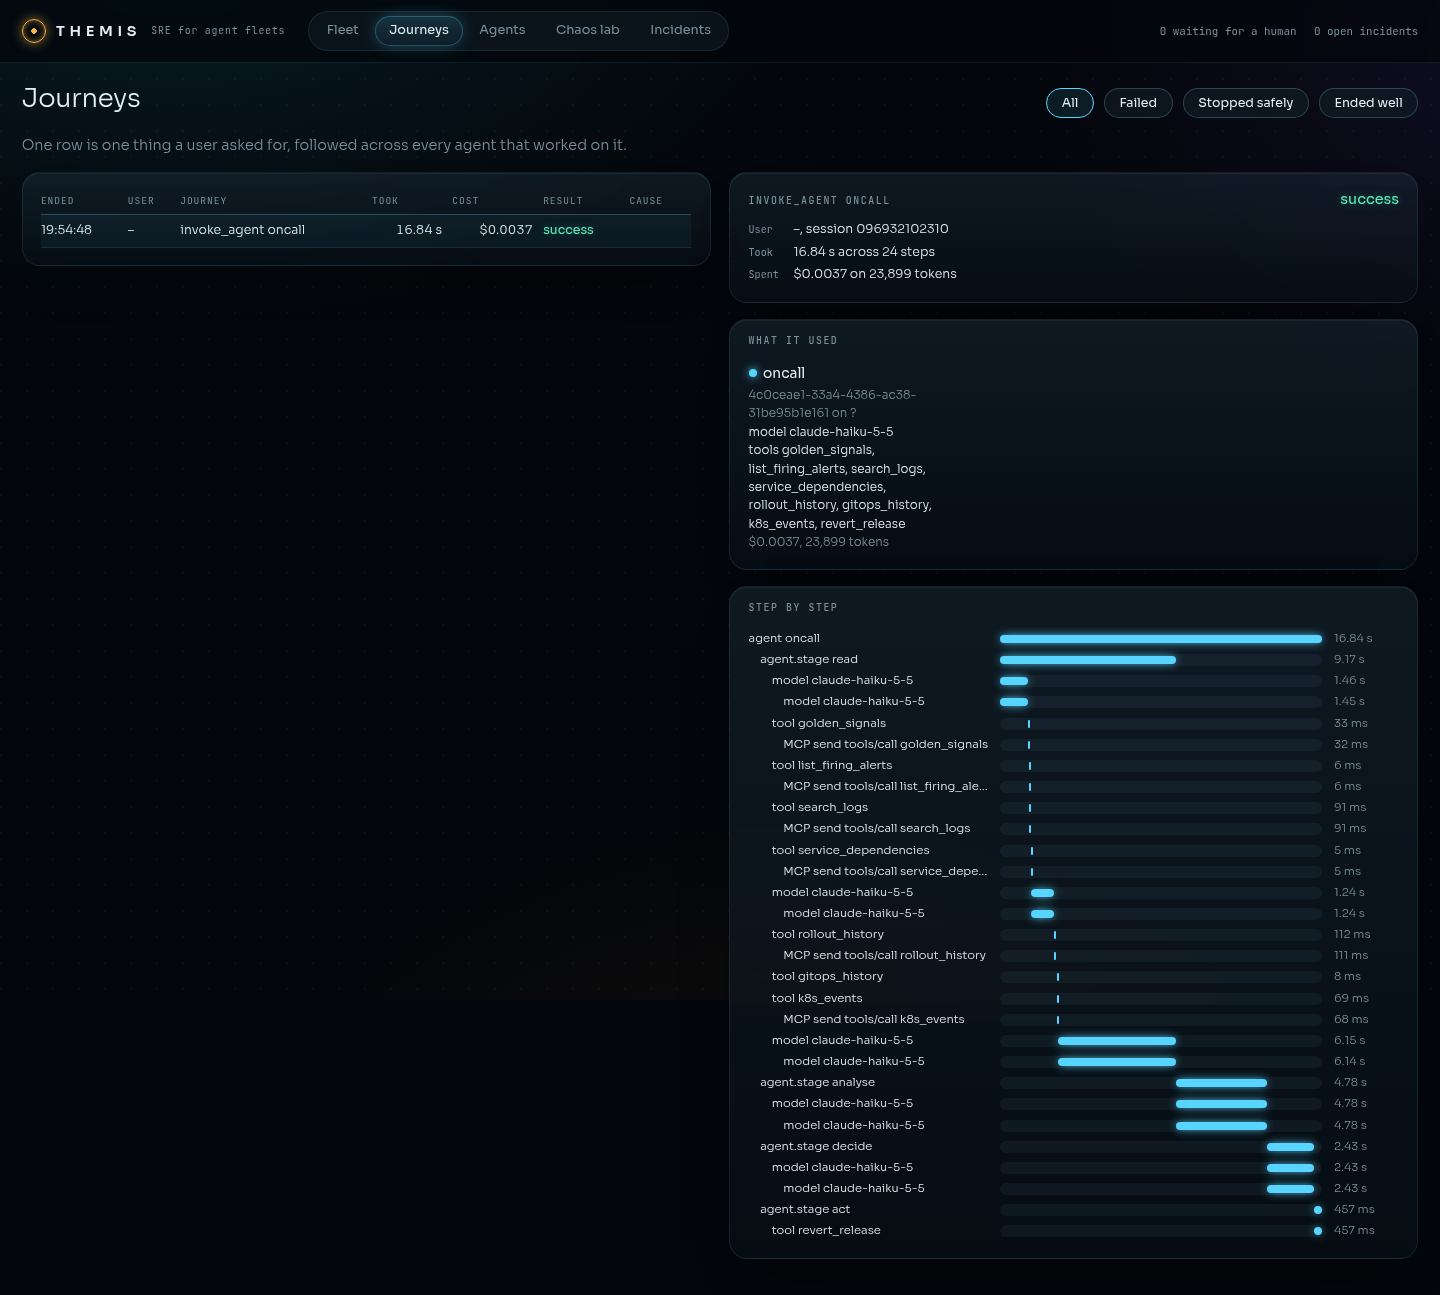 THEMIS SRE for agent fleets Fleet Journeys Agents Chaos lab Incidents 0 waiting for a human 0 open incidents
Journeys All Failed Stopped safely Ended well
One row is one thing a user asked for, followed across every agent that worked on it.
ENDED USER JOURNEY TOOK COST RESULT CAUSE
19:54:48 – invoke_agent oncall 16.84 s $0.0037 success
INVOKE_AGENT ONCALL success
User –, session 096932102310
Took 16.84 s across 24 steps
Spent $0.0037 on 23,899 tokens
WHAT IT USED
oncall
4c0ceae1-33a4-4386-ac38-
31be95b1e161 on ?
model claude-haiku-5-5
tools golden_signals,
list_firing_alerts, search_logs,
service_dependencies,
rollout_history, gitops_history,
k8s_events, revert_release
$0.0037, 23,899 tokens
STEP BY STEP
agent oncall 16.84 s
agent.stage read 9.17 s
model claude-haiku-5-5 1.46 s
model claude-haiku-5-5 1.45 s
tool golden_signals 33 ms
MCP send tools/call golden_signals 32 ms
tool list_firing_alerts 6 ms
MCP send tools/call list_firing_ale... 6 ms
tool search_logs 91 ms
MCP send tools/call search_logs 91 ms
tool service_dependencies 5 ms
MCP send tools/call service_depe... 5 ms
model claude-haiku-5-5 1.24 s
model claude-haiku-5-5 1.24 s
tool rollout_history 112 ms
MCP send tools/call rollout_history 111 ms
tool gitops_history 8 ms
tool k8s_events 69 ms
MCP send tools/call k8s_events 68 ms
model claude-haiku-5-5 6.15 s
model claude-haiku-5-5 6.14 s
agent.stage analyse 4.78 s
model claude-haiku-5-5 4.78 s
model claude-haiku-5-5 4.78 s
agent.stage decide 2.43 s
model claude-haiku-5-5 2.43 s
model claude-haiku-5-5 2.43 s
agent.stage act 457 ms
tool revert_release 457 ms